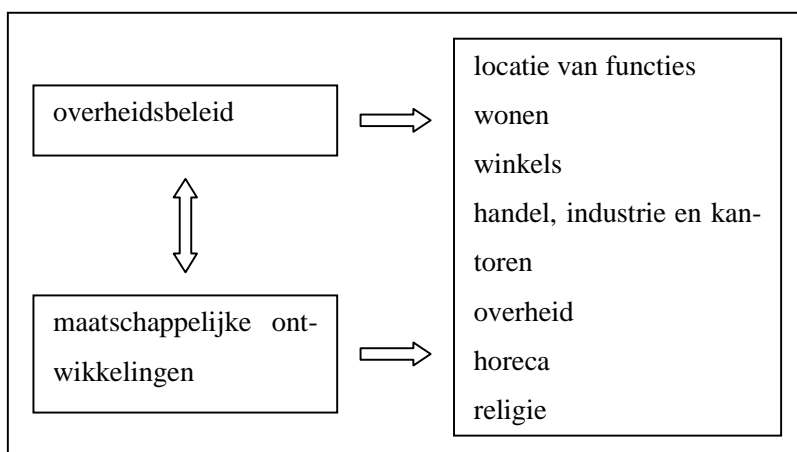 overheidsbeleid
maatschappelijke ont-
wikkelingen
locatie van functies
wonen
winkels
handel, industrie en kan-
toren
overheid
horeca
religie